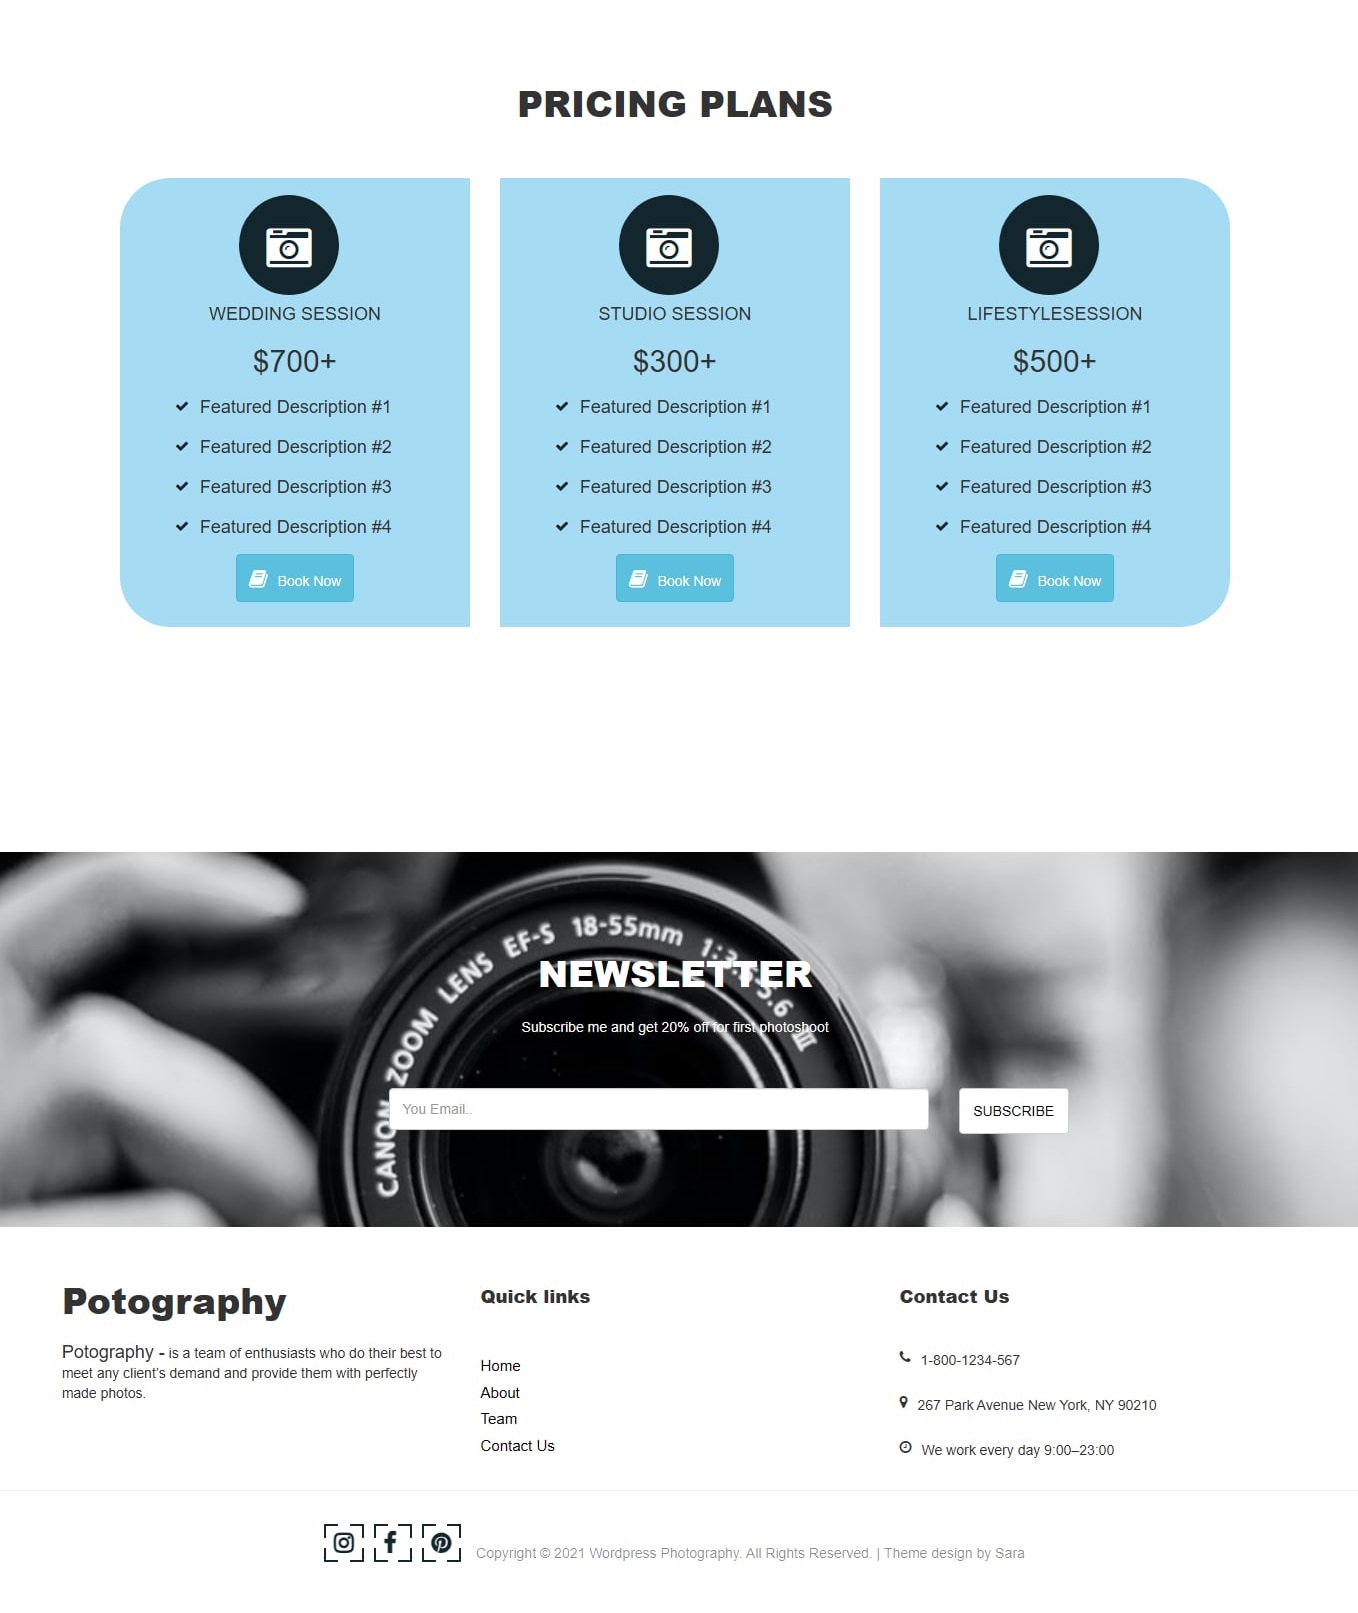 PRICING PLANS
WEDDING SESSION
$700+
Featured Description #1
Featured Description #2
Featured Description #3
Featured Description #4
Book Now
STUDIO SESSION
$300+
Featured Description #1
Featured Description #2
Featured Description #3
Featured Description #4
Book Now
LIFESTYLESESSION
$500+
Featured Description #1
Featured Description #2
Featured Description #3
Featured Description #4
Book Now
CANON ZOOM LENS EF-S 18-55mm 5.6 III
NEWSLETTER
Subscribe me and get 20% off for first photoshoot
You Email..
SUBSCRIBE
Potography
Potography - is a team of enthusiasts who do their best to
meet any client's demand and provide them with perfectly
made photos.
Quick links
Home
About
Team
Contact Us
Contact Us
1-800-1234-567
267 Park Avenue New York, NY 90210
We work every day 9:00–23:00
Copyright © 2021 Wordpress Photography. All Rights Reserved. | Theme design by Sara